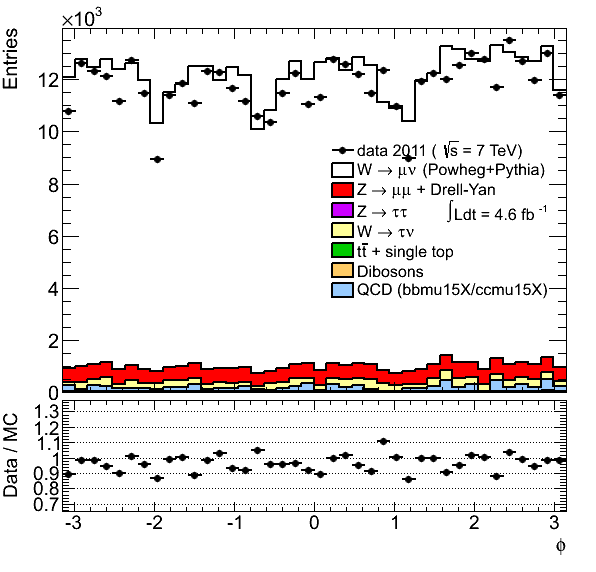 ×10³
Entries
12
10
8
6
4
2
0
data 2011 ( √s = 7 TeV)
W → μν (Powheg+Pythia)
Z → μμ + Drell-Yan
Z → ττ
∫Ldt = 4.6 fb⁻¹
W → τν
tt̄ + single top
Dibosons
QCD (bbmu15X/ccmu15X)
Data / MC
1.3
1.2
1.1
1
0.9
0.8
0.7
-3 -2 -1 0 1 2 3
ϕ